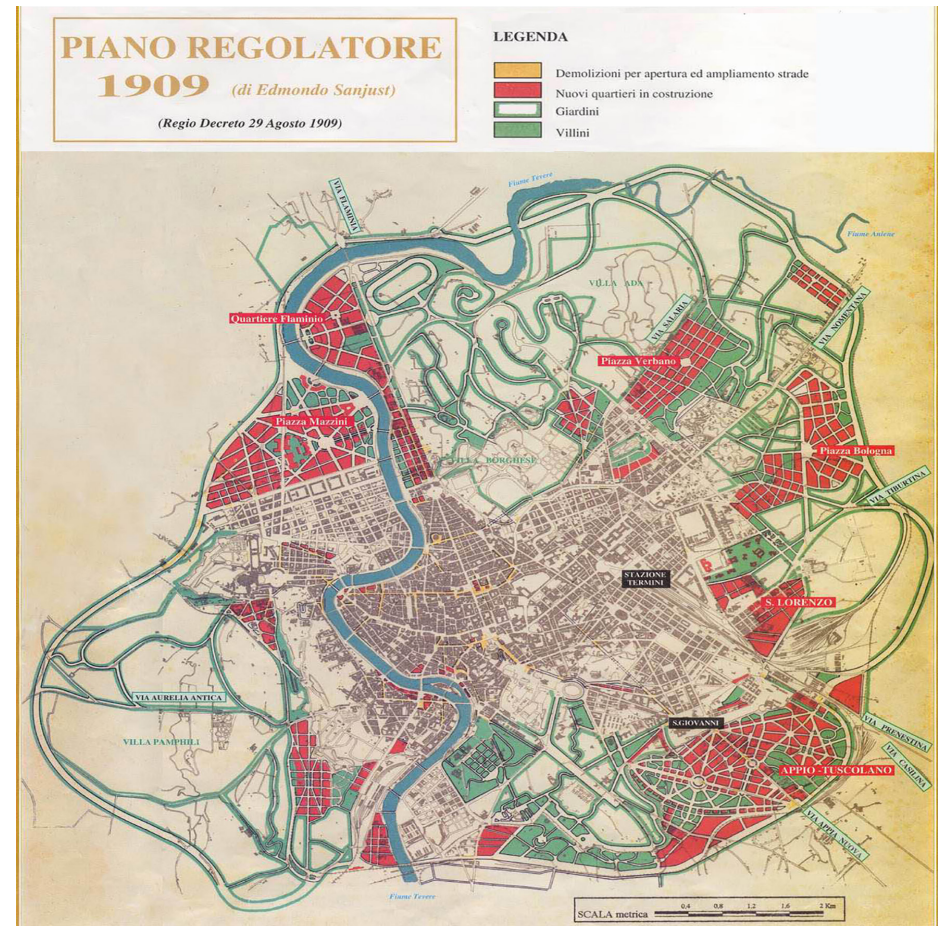 PIANO REGOLATORE
1909 (di Edmondo Sanjust)
(Regio Decreto 29 Agosto 1909)
LEGENDA
Demolizioni per apertura ed ampliamento strade
Nuovi quartieri in costruzione
Giardini
Villini
VIA FLAMINIA
Fiume Tevere
Fiume Aniene
VILLA ADA
VIA SALARIA
VIA NOMENTANA
Quartiere Flaminio
Piazza Verbano
Piazza Mazzini
VILLA BORGHESE
Piazza Bologna
VIA TIBURTINA
STAZIONE
TERMINI
S. LORENZO
VIA AURELIA ANTICA
VILLA PAMPHILI
S.GIOVANNI
VIA PRENESTINA
VIA CASILINA
APPIO -TUSCOLANO
VIA APPIA NUOVA
Fiume Tevere
SCALA metrica
0,4 0,8 1,2 1,6 2 Km